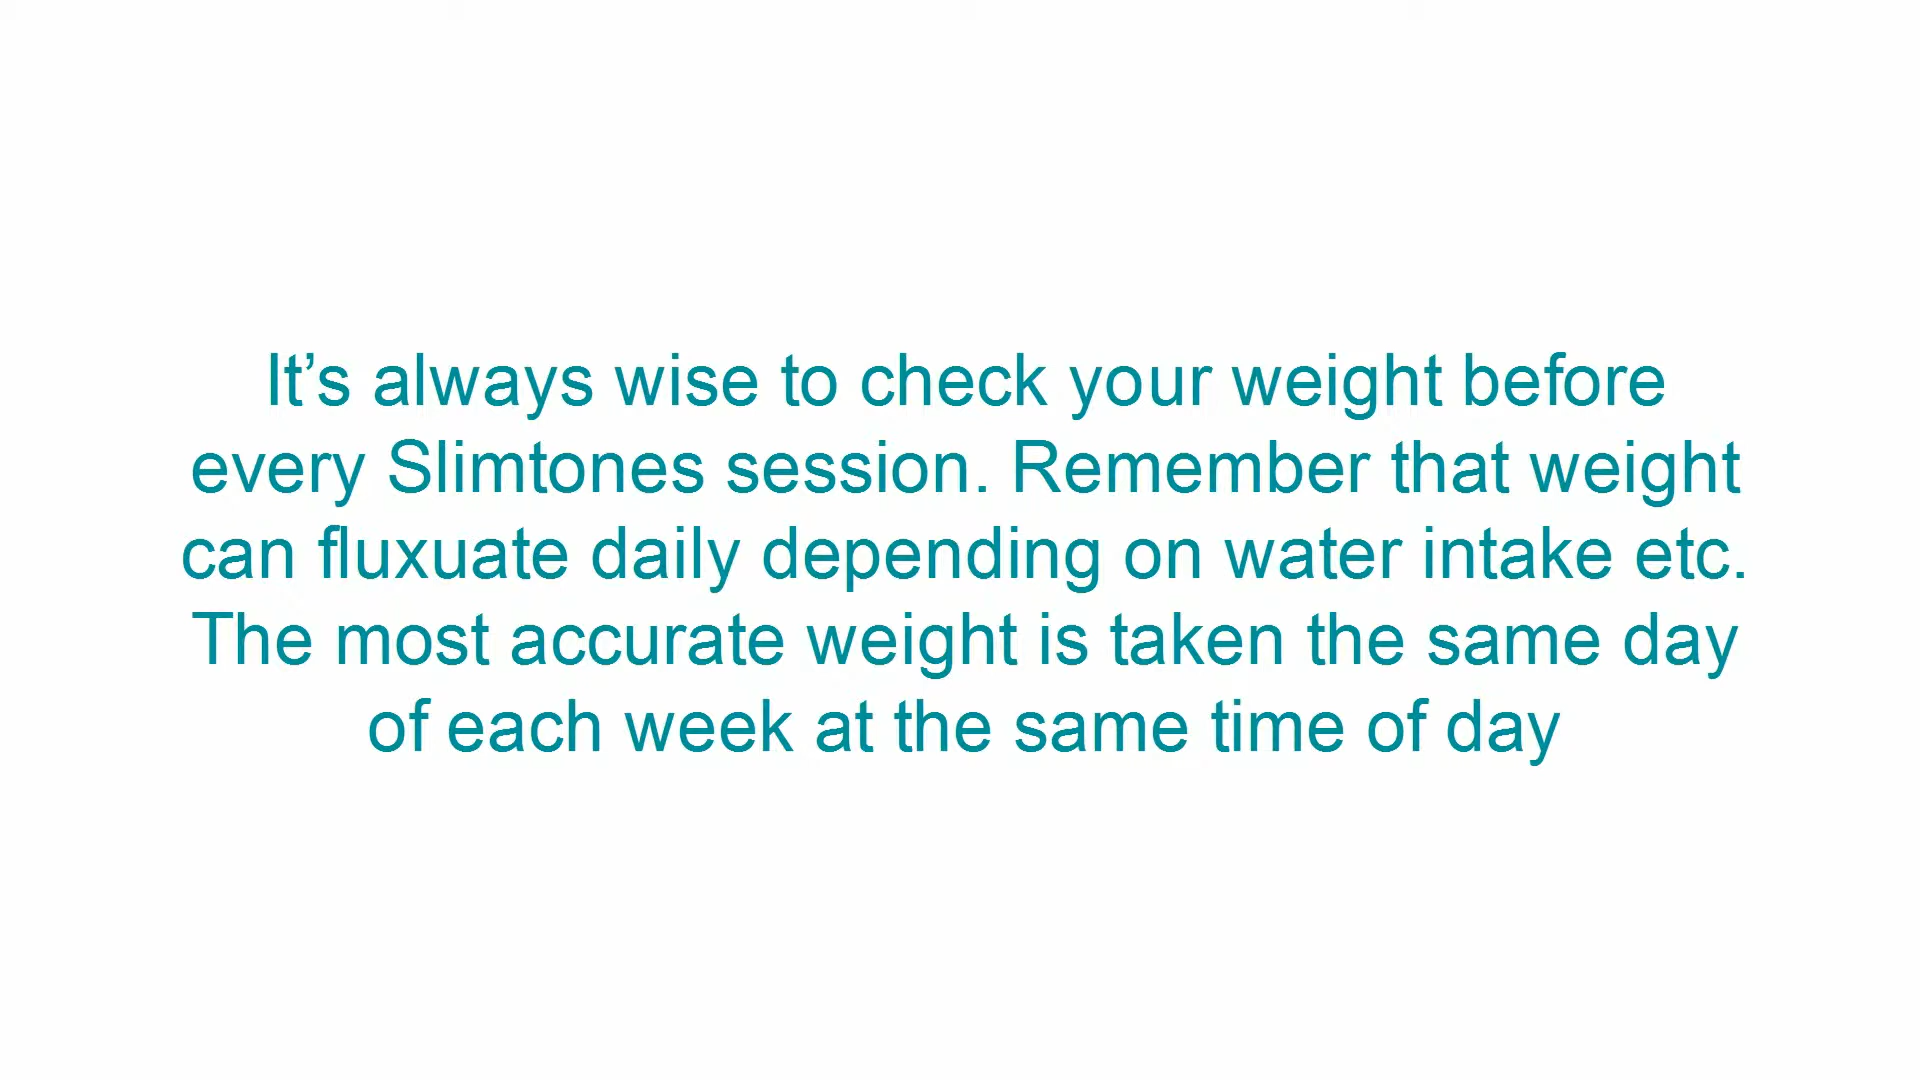 It’s always wise to check your weight before
every Slimtones session. Remember that weight
can fluxuate daily depending on water intake etc.
The most accurate weight is taken the same day
of each week at the same time of day